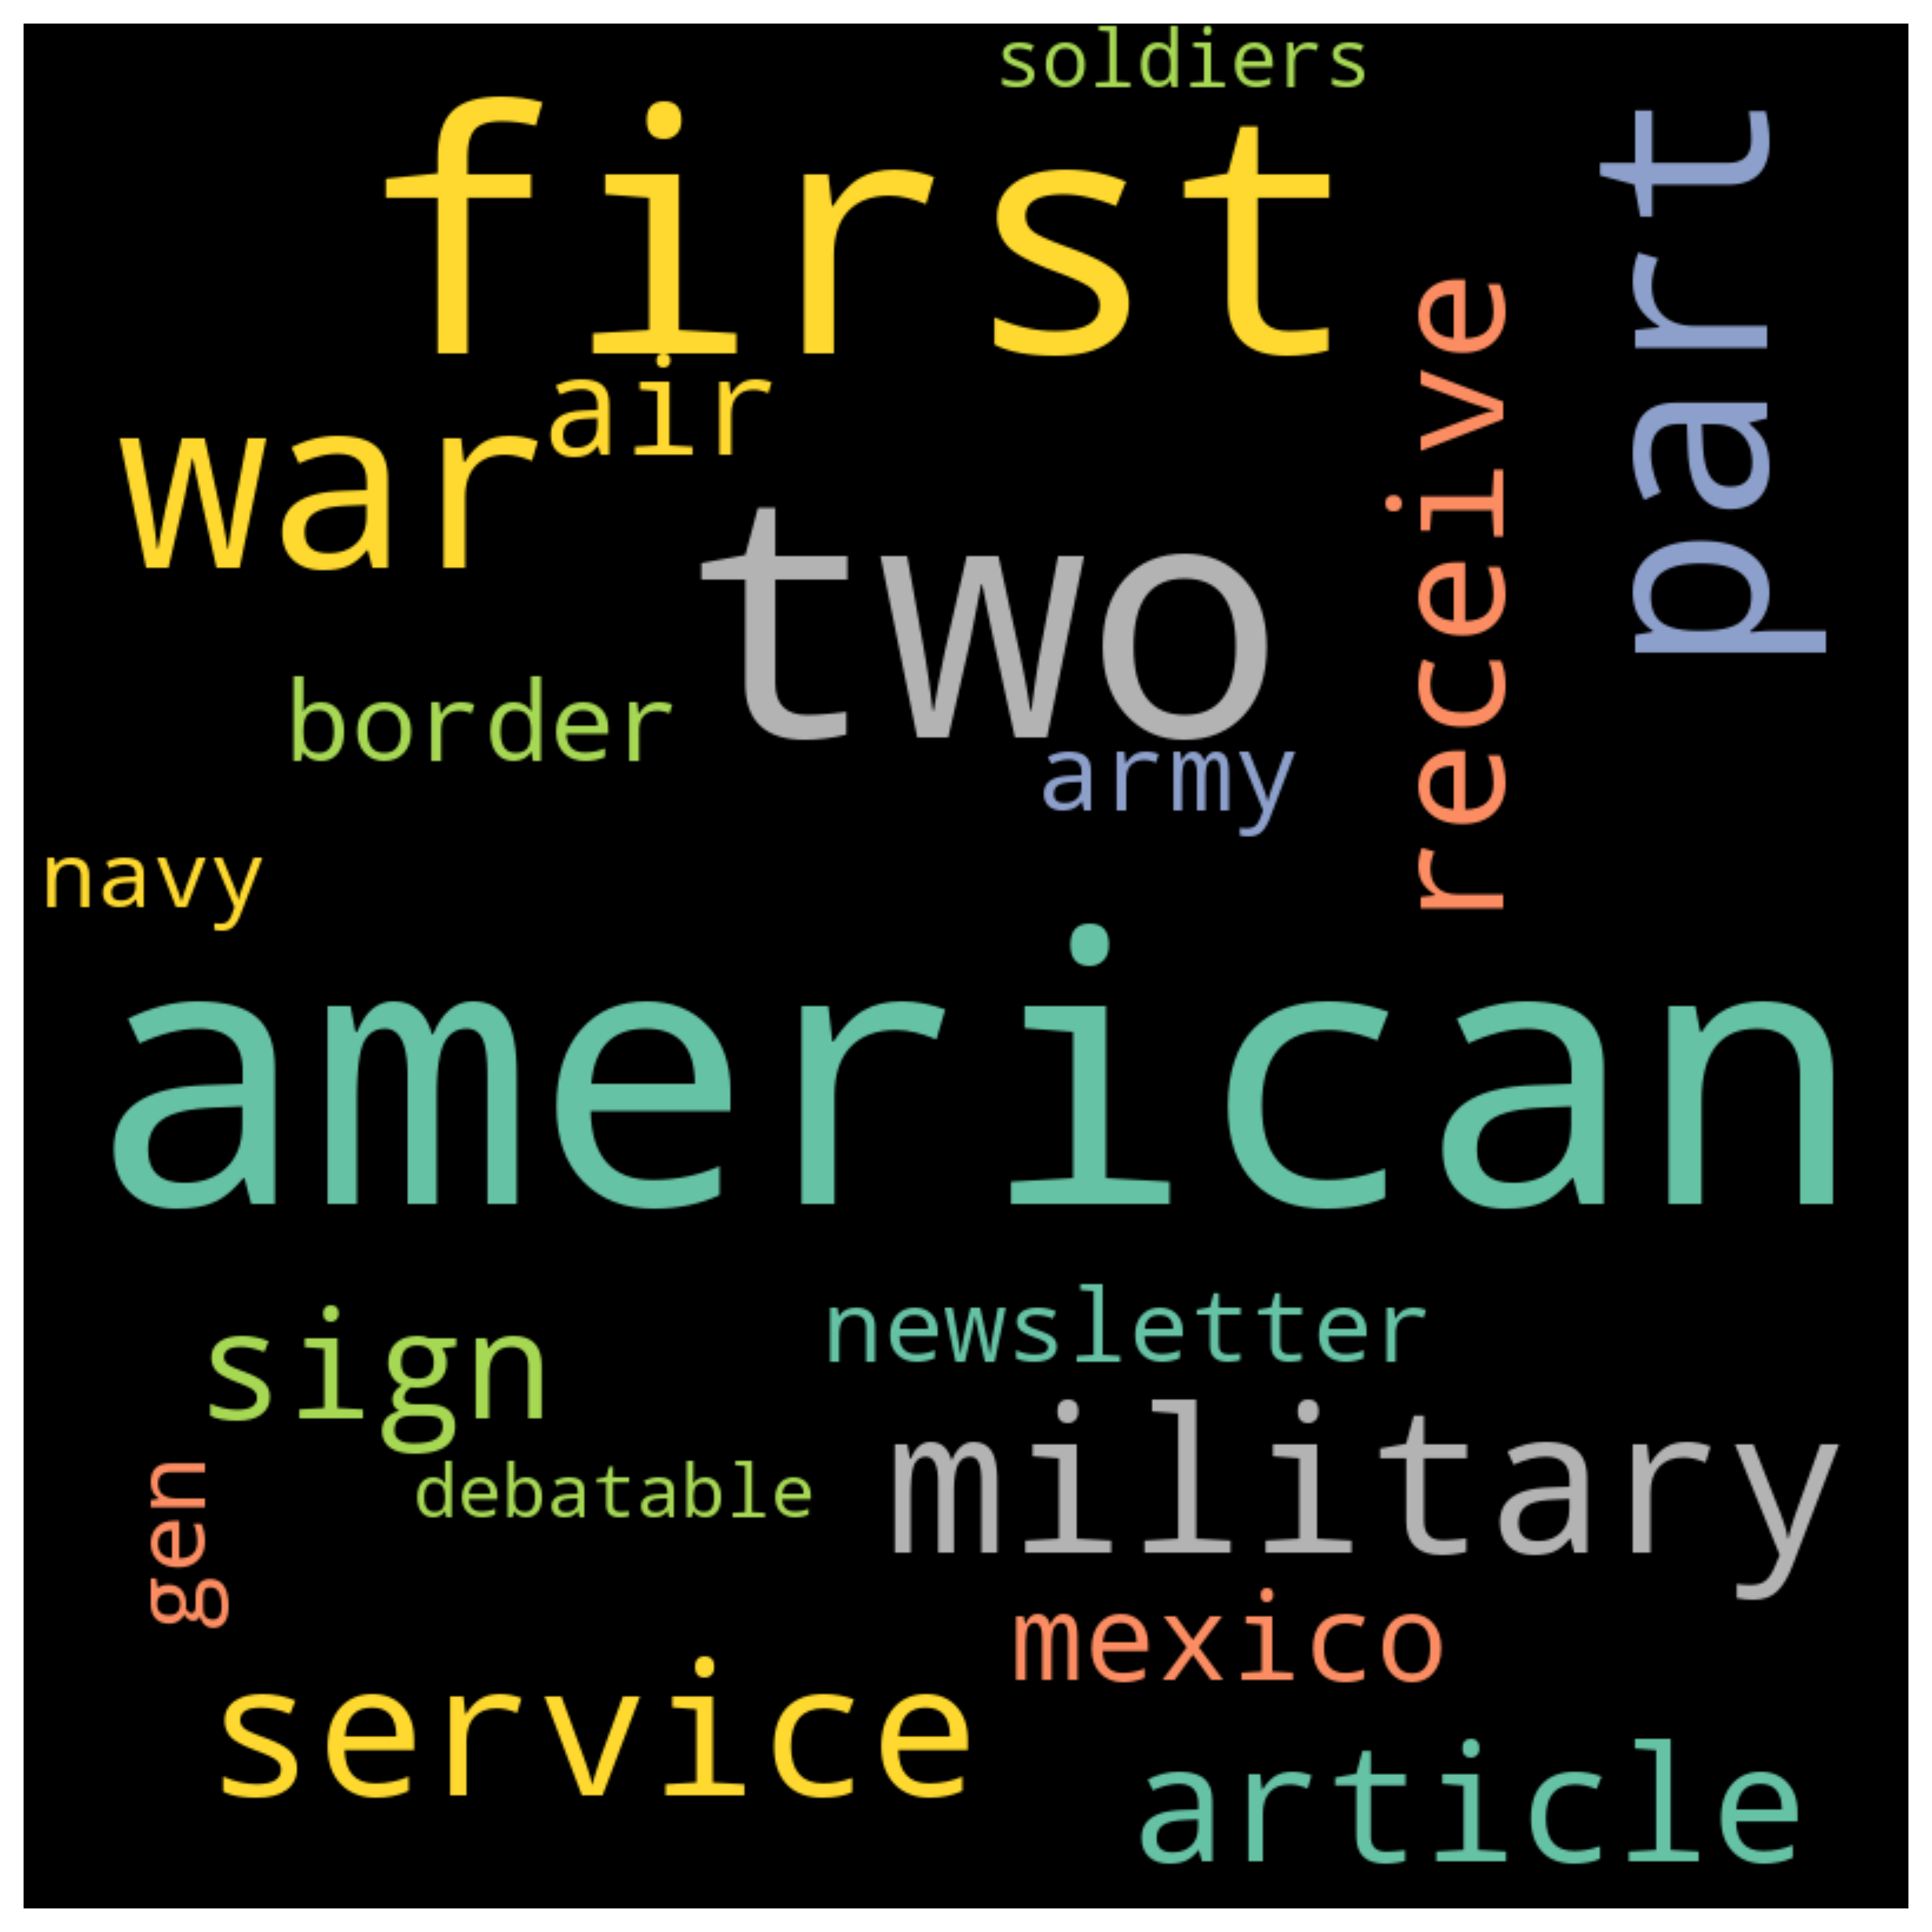 soldiers
first
part
receive
air
war
two
border
army
navy
american
newsletter
sign
military
debatable
gen
mexico
service
article